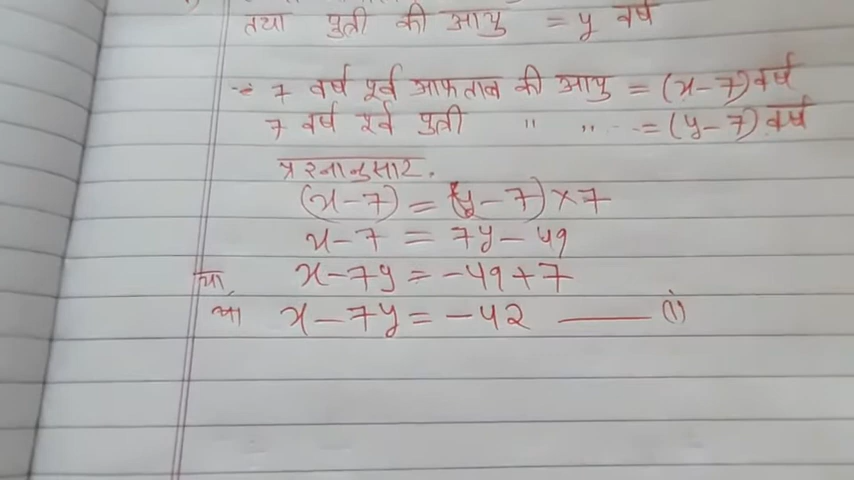 तथा पुत्री की आयु = y वर्ष
∴ 7 वर्ष पूर्व आफताब की आयु = (x-7) वर्ष
7 वर्ष पूर्व पुत्री " " = (y-7) वर्ष
प्रश्नानुसार,
(x-7) = (y-7)×7
x-7 = 7y-49
या, x-7y = -49+7
या x-7y = -42 —— (i)